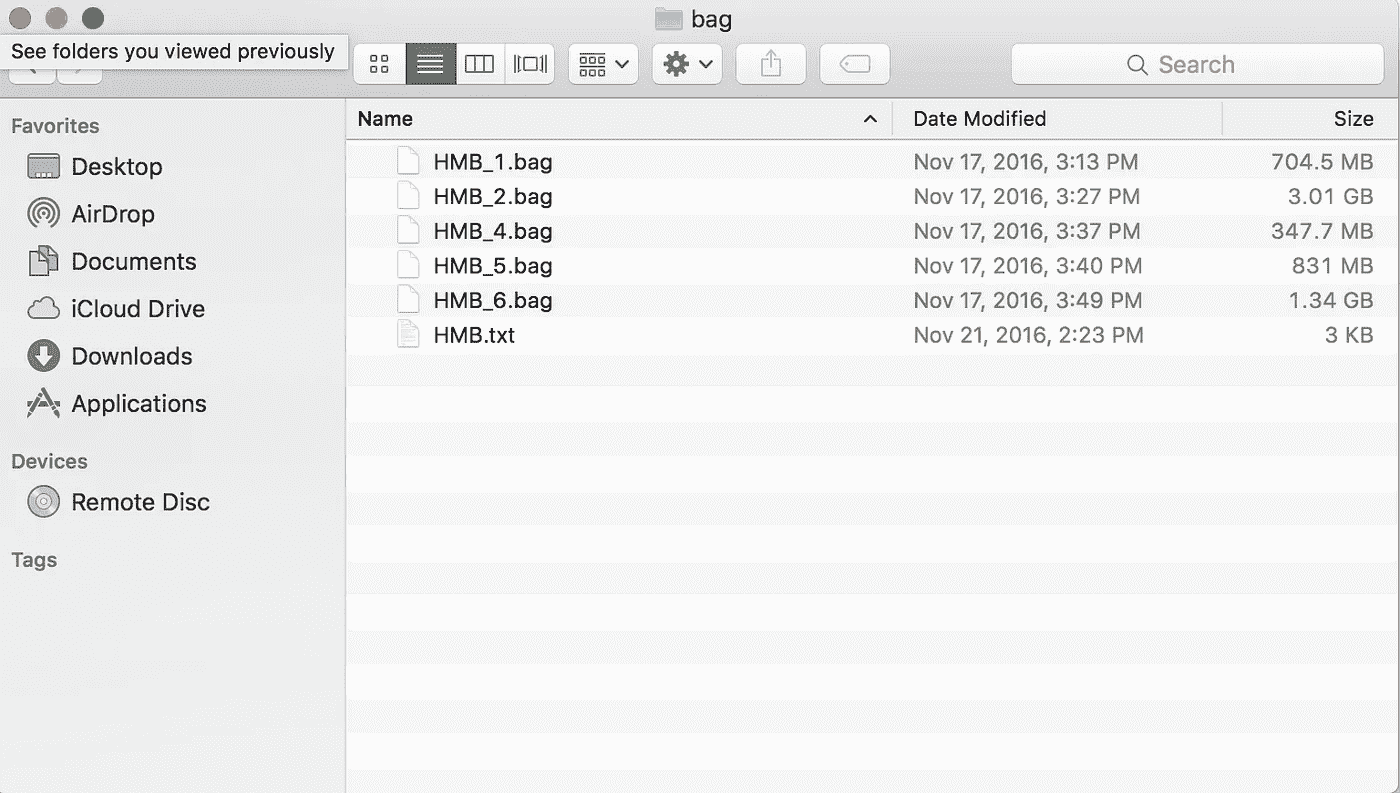 bag
See folders you viewed previously
Search
Favorites
Desktop
AirDrop
Documents
iCloud Drive
Downloads
Applications
Devices
Remote Disc
Tags
Name Date Modified Size
HMB_1.bag Nov 17, 2016, 3:13 PM 704.5 MB
HMB_2.bag Nov 17, 2016, 3:27 PM 3.01 GB
HMB_4.bag Nov 17, 2016, 3:37 PM 347.7 MB
HMB_5.bag Nov 17, 2016, 3:40 PM 831 MB
HMB_6.bag Nov 17, 2016, 3:49 PM 1.34 GB
HMB.txt Nov 21, 2016, 2:23 PM 3 KB